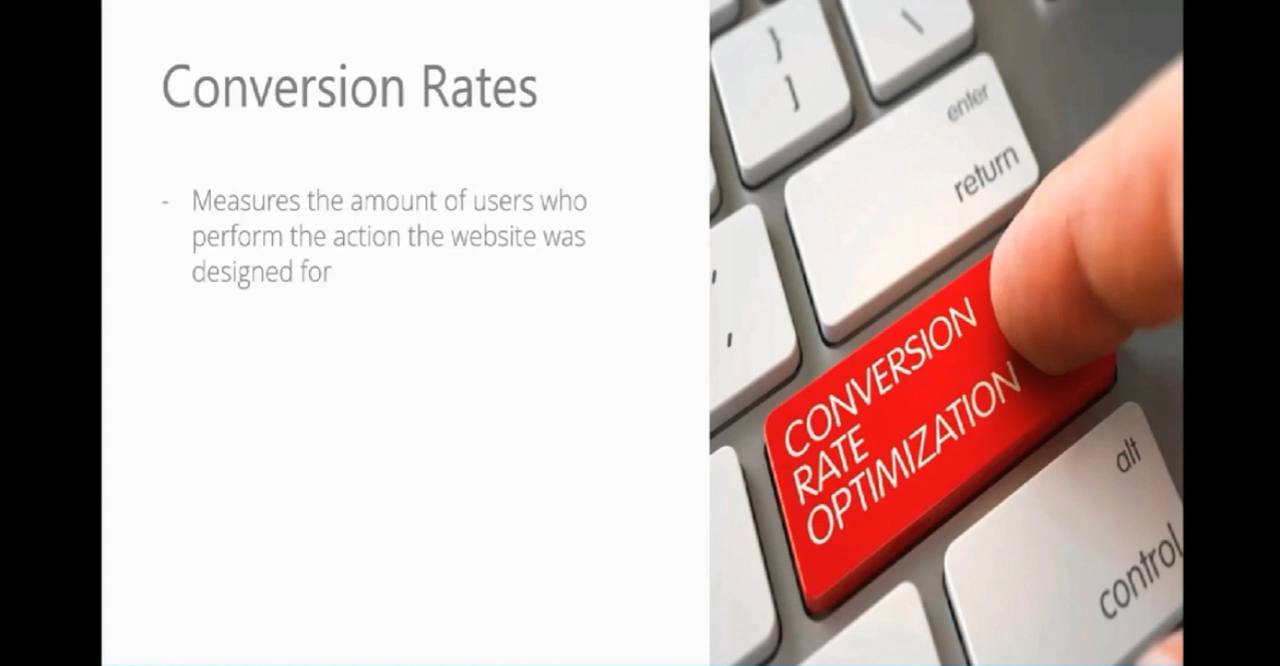 Conversion Rates
- Measures the amount of users who
perform the action the website was
designed for
}
]
\
enter
return
CONVERSION
RATE
OPTIMIZATION
alt
control